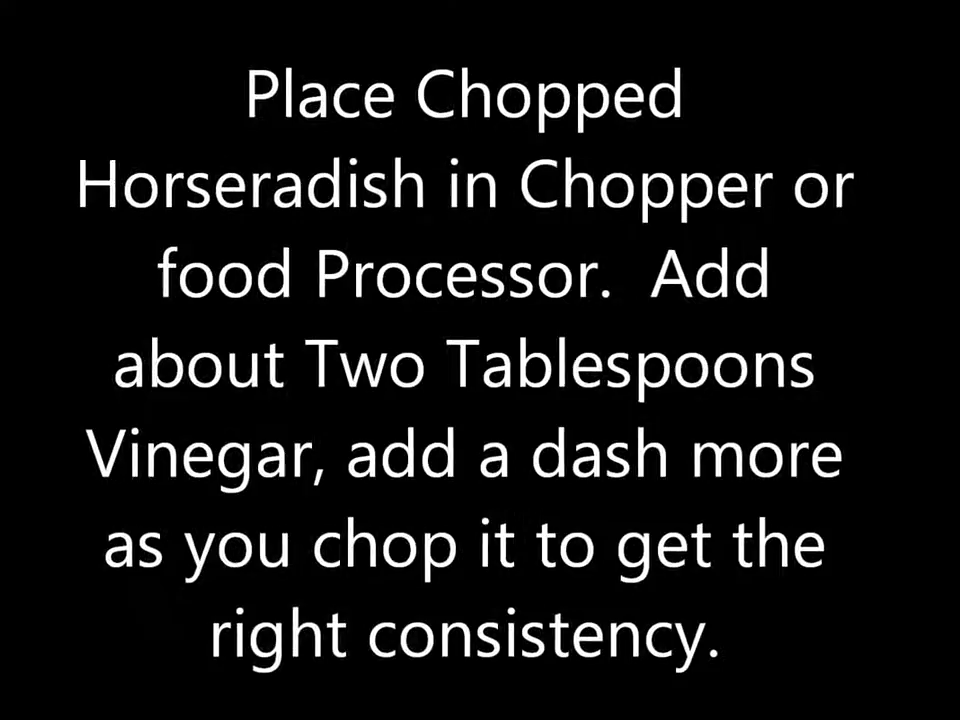 Place Chopped
Horseradish in Chopper or
food Processor.  Add
about Two Tablespoons
Vinegar, add a dash more
as you chop it to get the
right consistency.